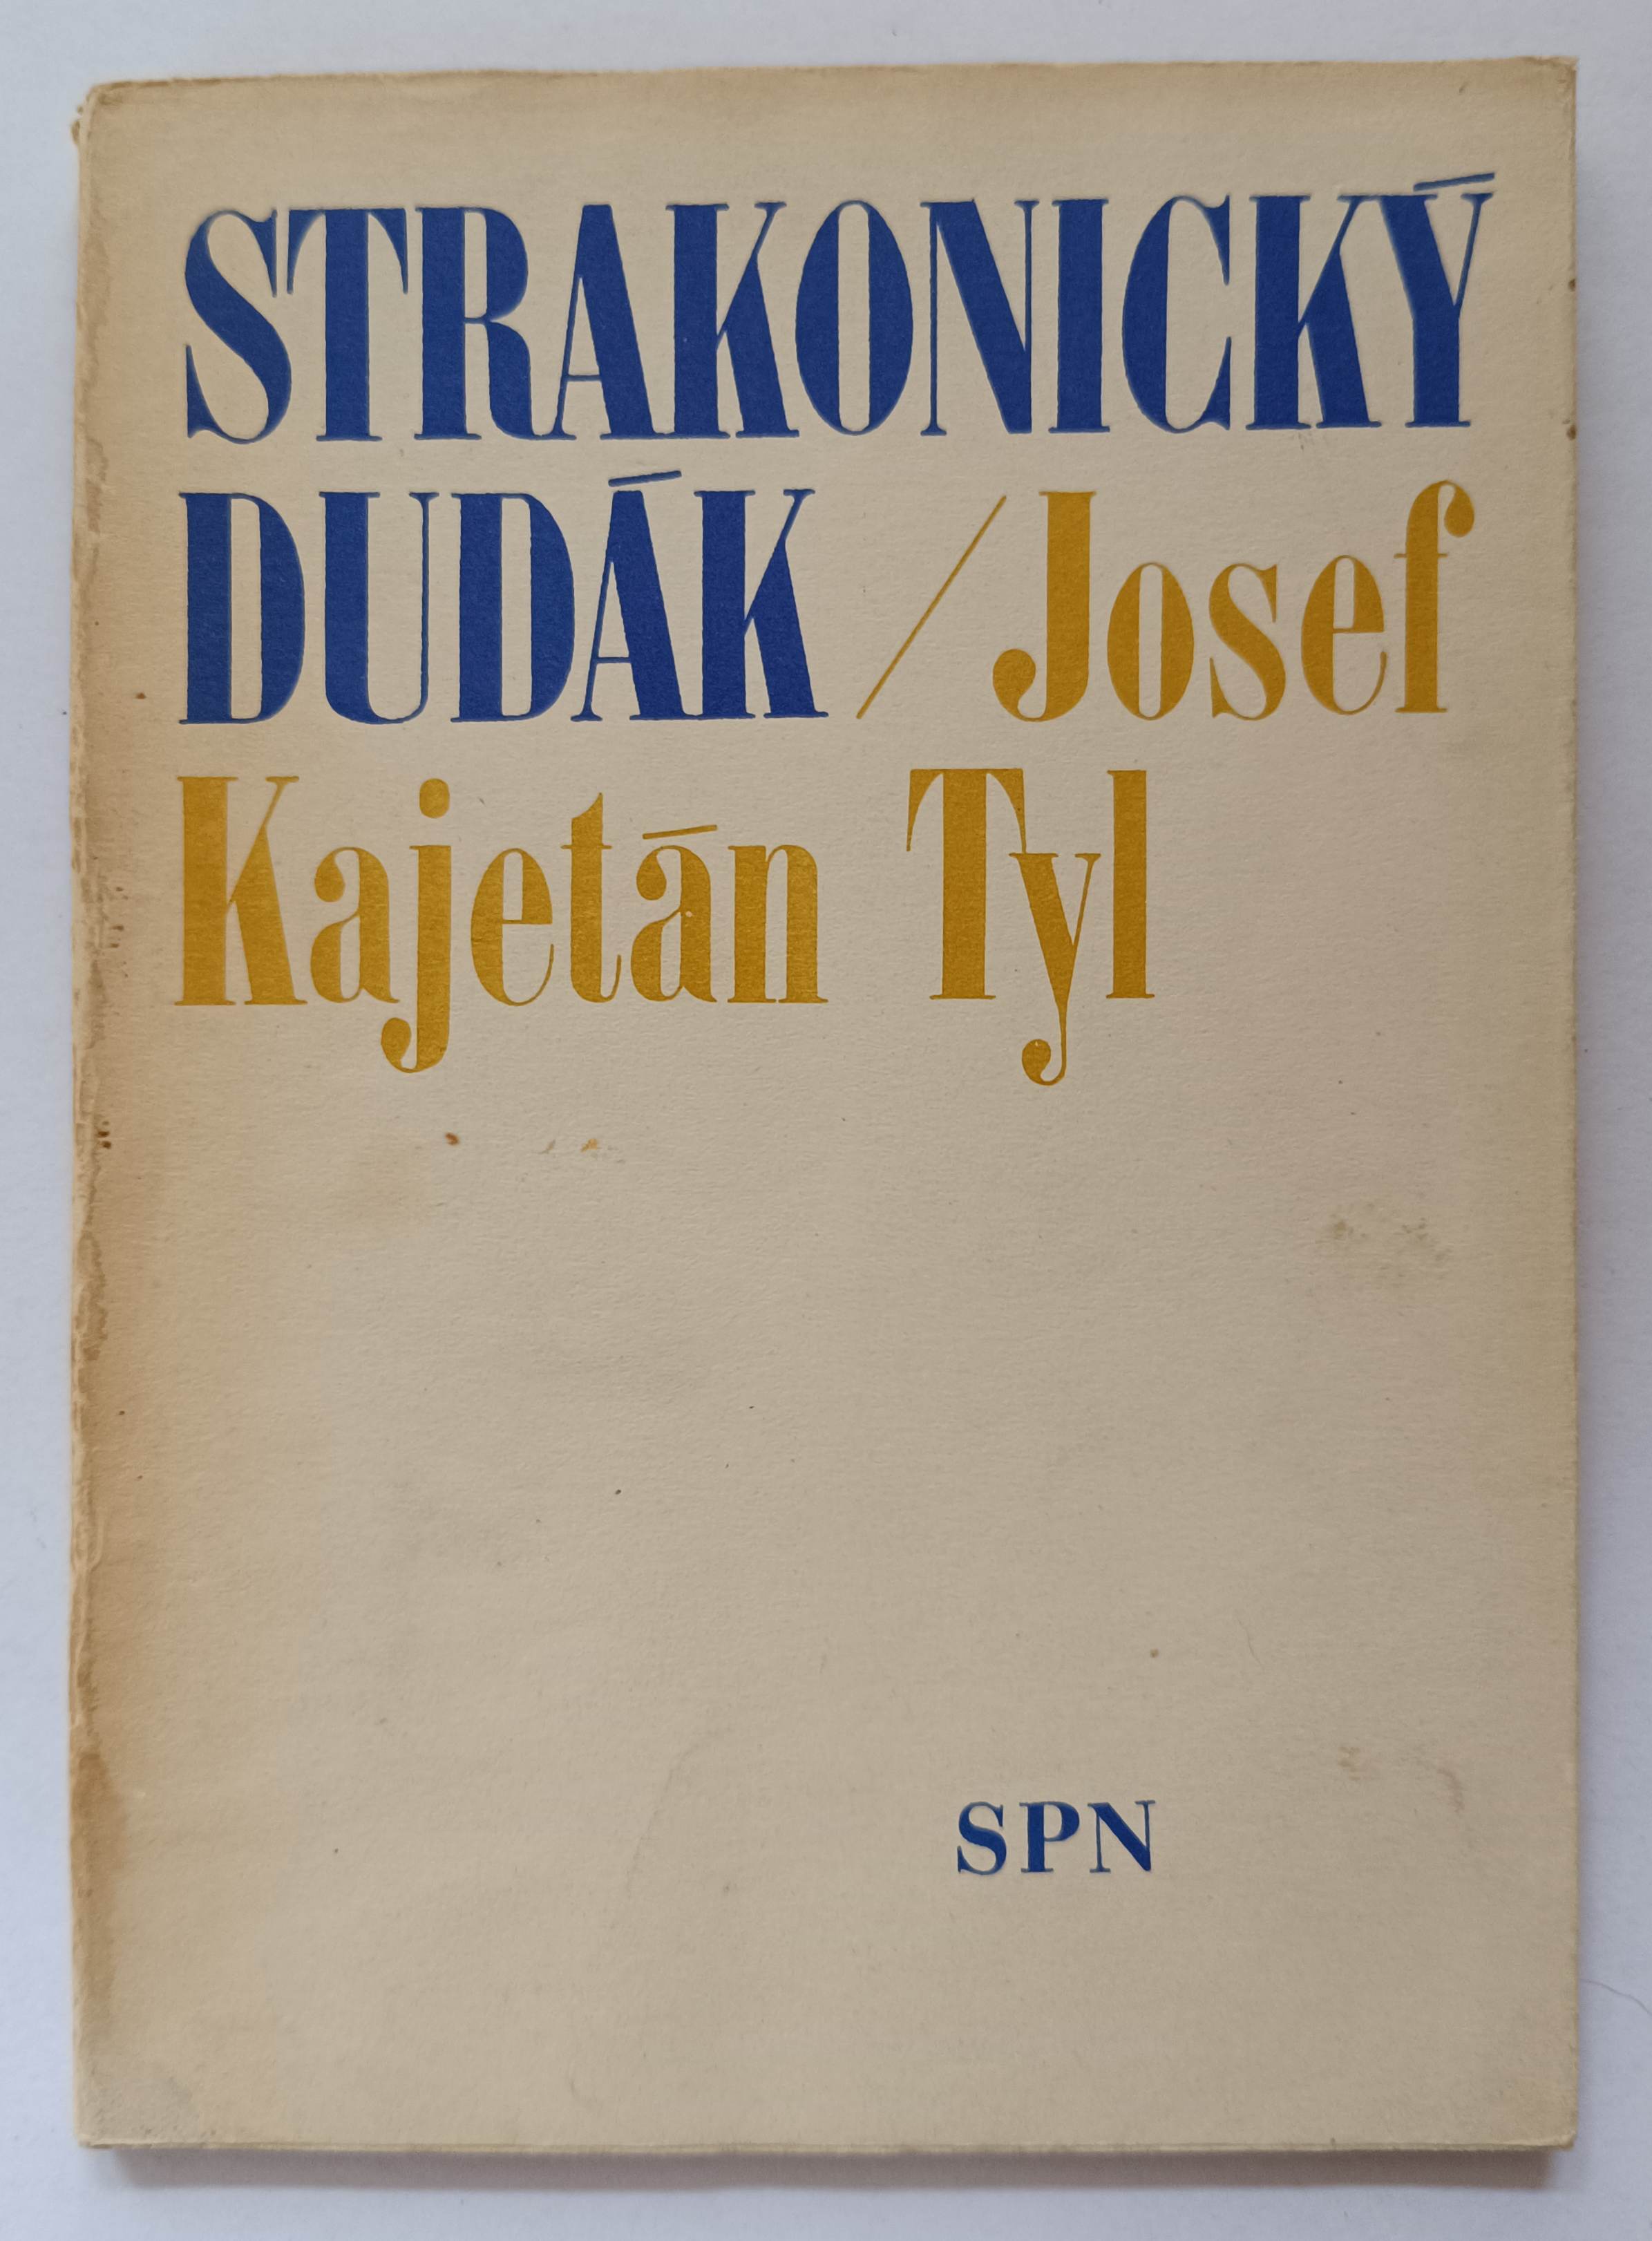 STRAKONICKÝ
DUDÁK / Josef
Kajetán Tyl
SPN